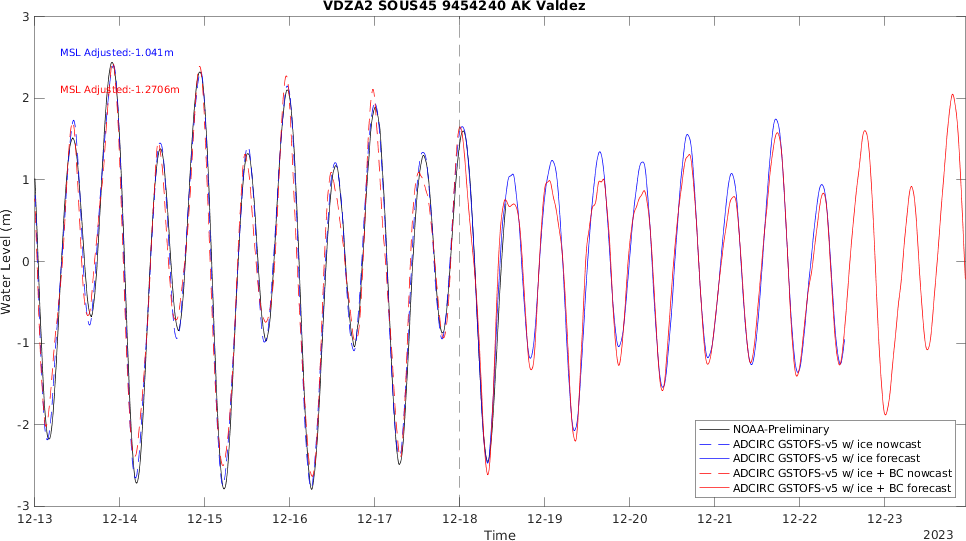 VDZA2 SOUS45 9454240 AK Valdez
MSL Adjusted:-1.041m
MSL Adjusted:-1.2706m
Water Level (m)
3
2
1
0
-1
-2
-3
NOAA-Preliminary
ADCIRC GSTOFS-v5 w/ ice nowcast
ADCIRC GSTOFS-v5 w/ ice forecast
ADCIRC GSTOFS-v5 w/ ice + BC nowcast
ADCIRC GSTOFS-v5 w/ ice + BC forecast
12-13 12-14 12-15 12-16 12-17 12-18 12-19 12-20 12-21 12-22 12-23
Time
2023